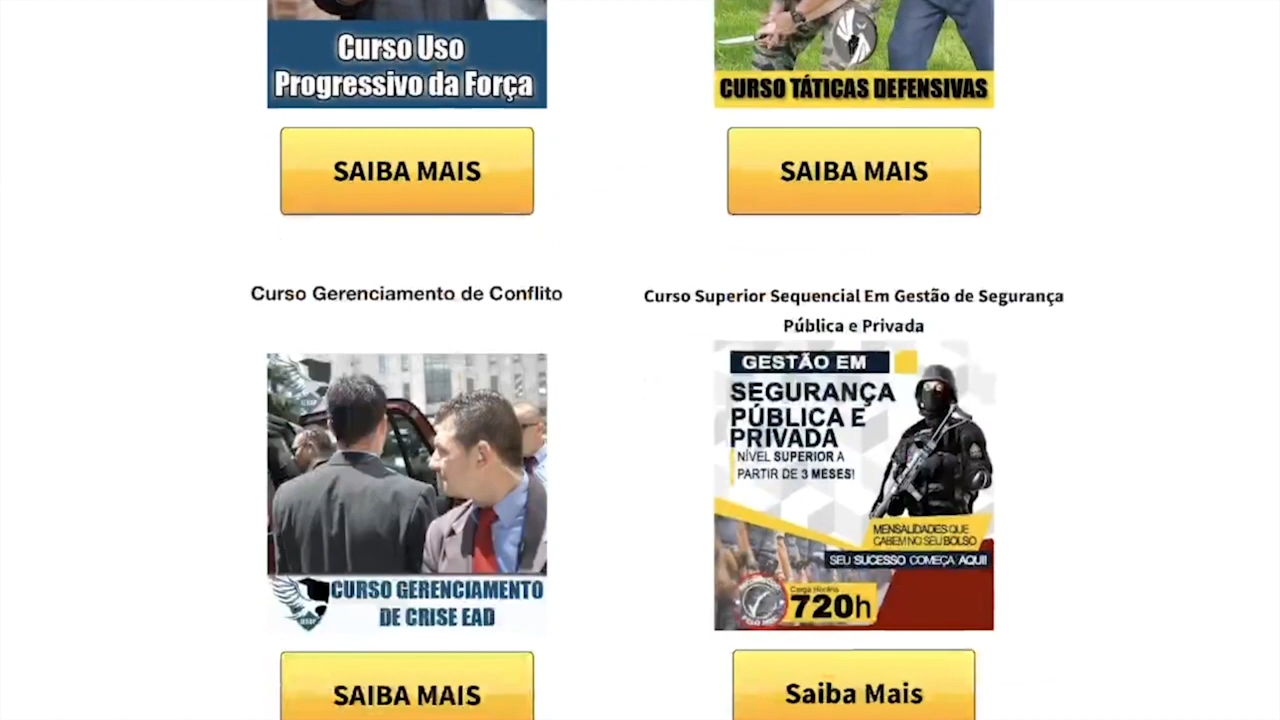 Curso Uso
Progressivo da Força
CURSO TÁTICAS DEFENSIVAS
SAIBA MAIS
SAIBA MAIS
Curso Gerenciamento de Conflito
Curso Superior Sequencial Em Gestão de Segurança
Pública e Privada
CURSO GERENCIAMENTO
DE CRISE EAD
GESTÃO EM
SEGURANÇA
PÚBLICA E
PRIVADA
NÍVEL SUPERIOR A
PARTIR DE 3 MESES!
MENSALIDADES QUE
CABEM NO SEU BOLSO
SEU SUCESSO COMEÇA AQUI!
Carga Horária
720h
SAIBA MAIS
Saiba Mais